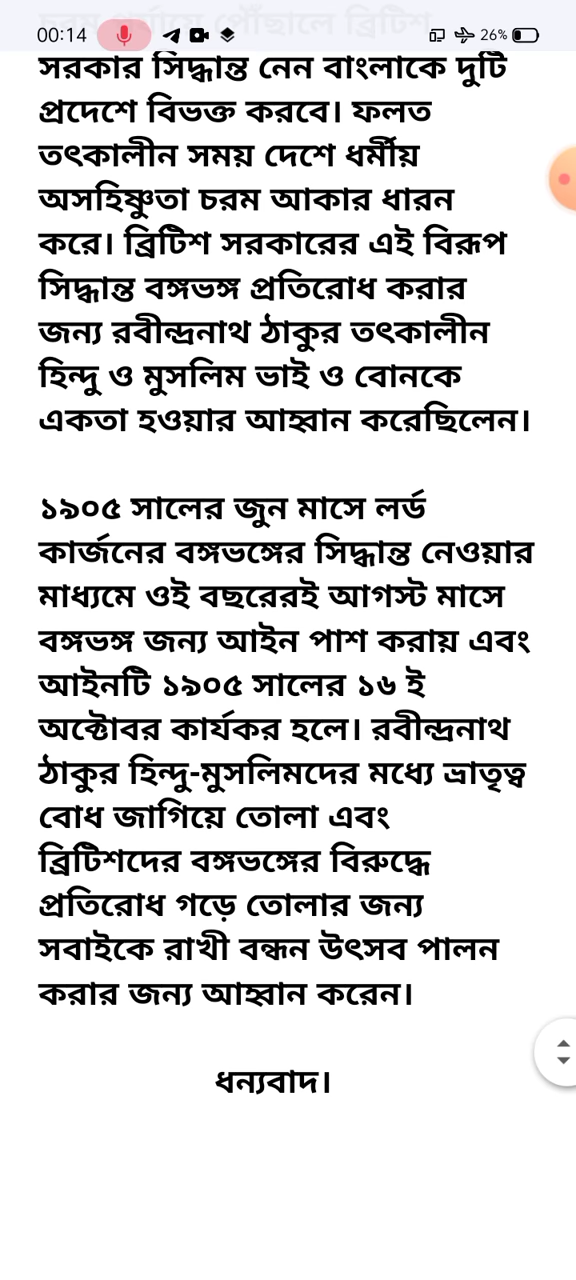 00:14 26%
চরম পর্যায়ে পৌঁছালে ব্রিটিশ
সরকার সিদ্ধান্ত নেন বাংলাকে দুটি
প্রদেশে বিভক্ত করবে। ফলত
তৎকালীন সময় দেশে ধর্মীয়
অসহিষ্ণুতা চরম আকার ধারন
করে। ব্রিটিশ সরকারের এই বিরূপ
সিদ্ধান্ত বঙ্গভঙ্গ প্রতিরোধ করার
জন্য রবীন্দ্রনাথ ঠাকুর তৎকালীন
হিন্দু ও মুসলিম ভাই ও বোনকে
একতা হওয়ার আহ্বান করেছিলেন।
১৯০৫ সালের জুন মাসে লর্ড
কার্জনের বঙ্গভঙ্গের সিদ্ধান্ত নেওয়ার
মাধ্যমে ওই বছরেরই আগস্ট মাসে
বঙ্গভঙ্গ জন্য আইন পাশ করায় এবং
আইনটি ১৯০৫ সালের ১৬ ই
অক্টোবর কার্যকর হলে। রবীন্দ্রনাথ
ঠাকুর হিন্দু-মুসলিমদের মধ্যে ভ্রাতৃত্ব
বোধ জাগিয়ে তোলা এবং
ব্রিটিশদের বঙ্গভঙ্গের বিরুদ্ধে
প্রতিরোধ গড়ে তোলার জন্য
সবাইকে রাখী বন্ধন উৎসব পালন
করার জন্য আহ্বান করেন।
ধন্যবাদ।